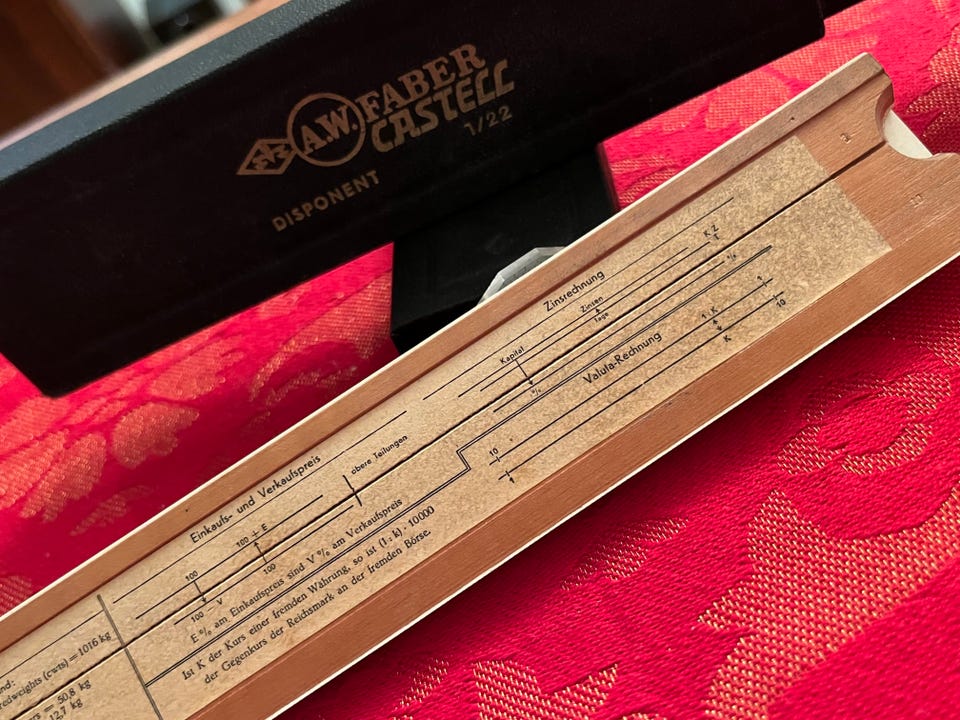 A.W. FABER
CASTELL
1/22
DISPONENT
Zinsrechnung
Zinsen
Tage
K Z
Kapital
%
%
Valuta-Rechnung
1 : K
1
K
10
10
Einkaufs- und Verkaufspreis
obere Teilungen
100
100 + E
100 - V
100
E % am Einkaufspreis sind V % am Verkaufspreis
Ist K der Kurs einer fremden Währung, so ist (1 : k) · 10000
der Gegenkurs der Reichsmark an der fremden Börse.
(cwts) = 1016 kg
= 50,8 kg
12,7 kg